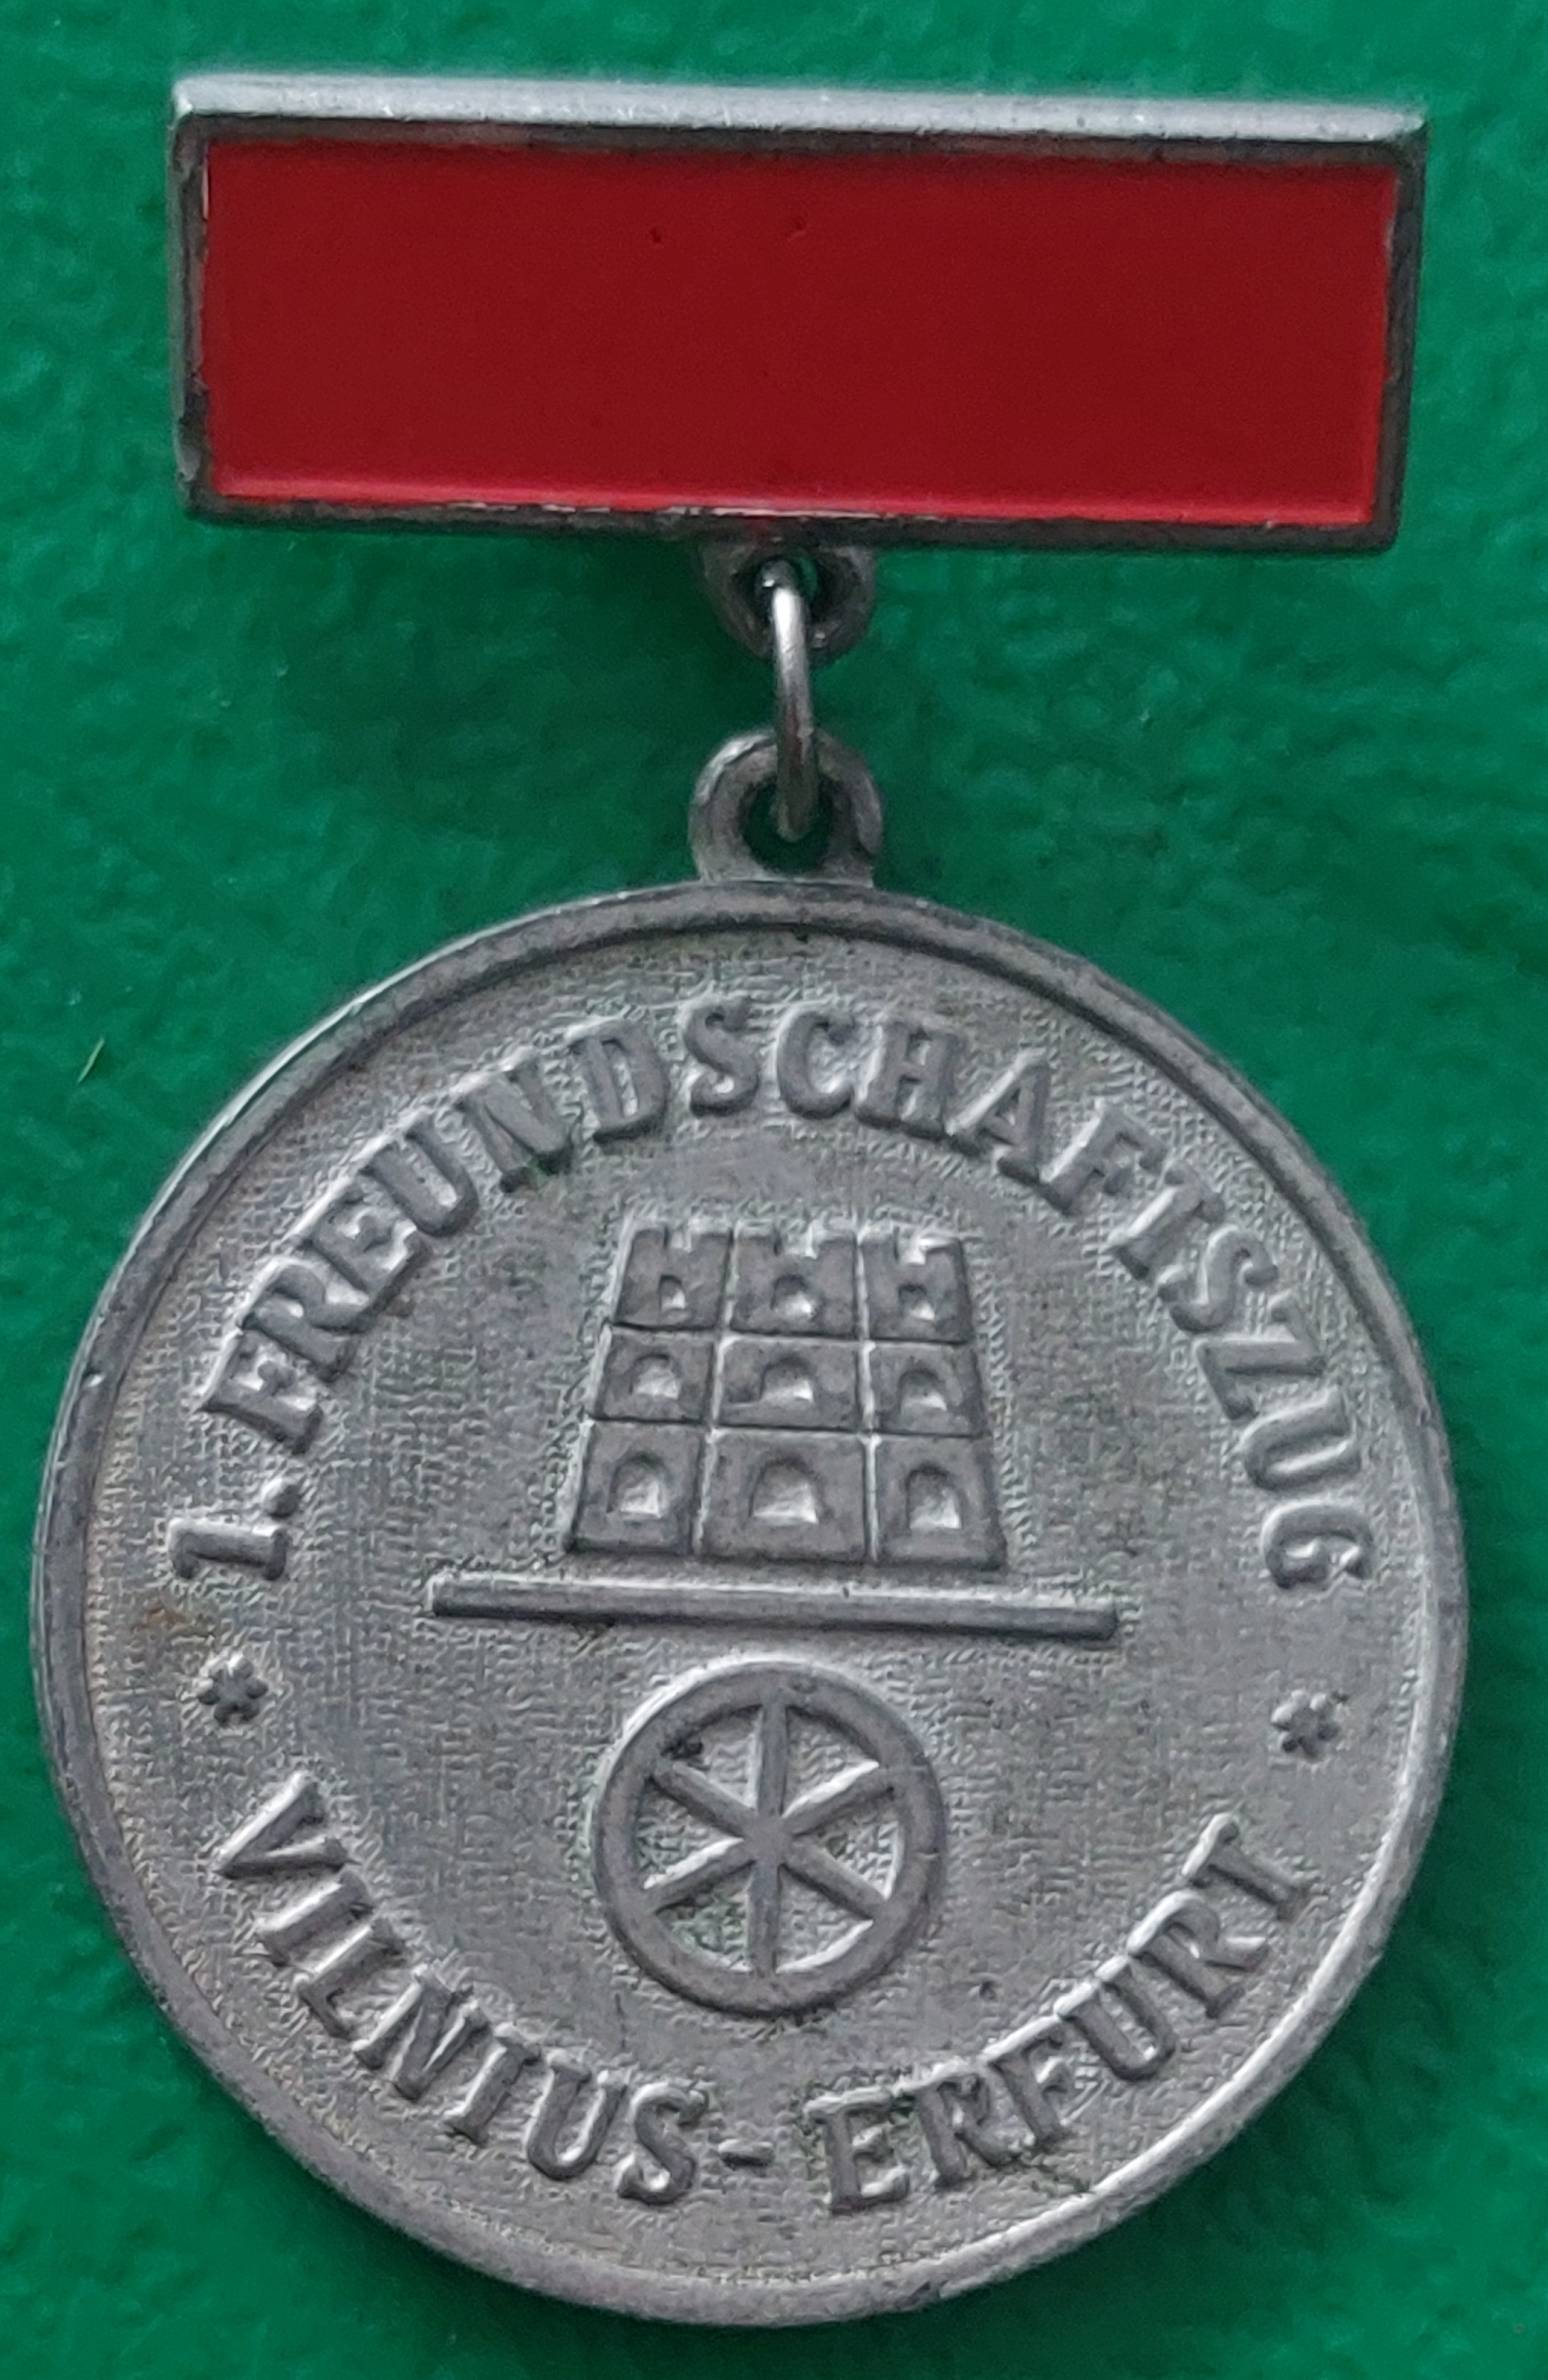 1. FREUNDSCHAFTSZUG
* VILNIUS - ERFURT *